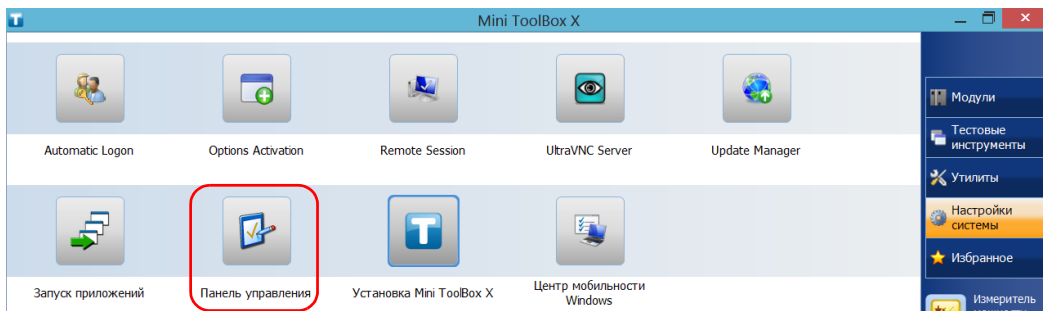 Mini ToolBox X
Automatic Logon
Options Activation
Remote Session
UltraVNC Server
Update Manager
Запуск приложений
Панель управления
Установка Mini ToolBox X
Центр мобильности
Windows
Модули
Тестовые
инструменты
Утилиты
Настройки
системы
Избранное
Измеритель